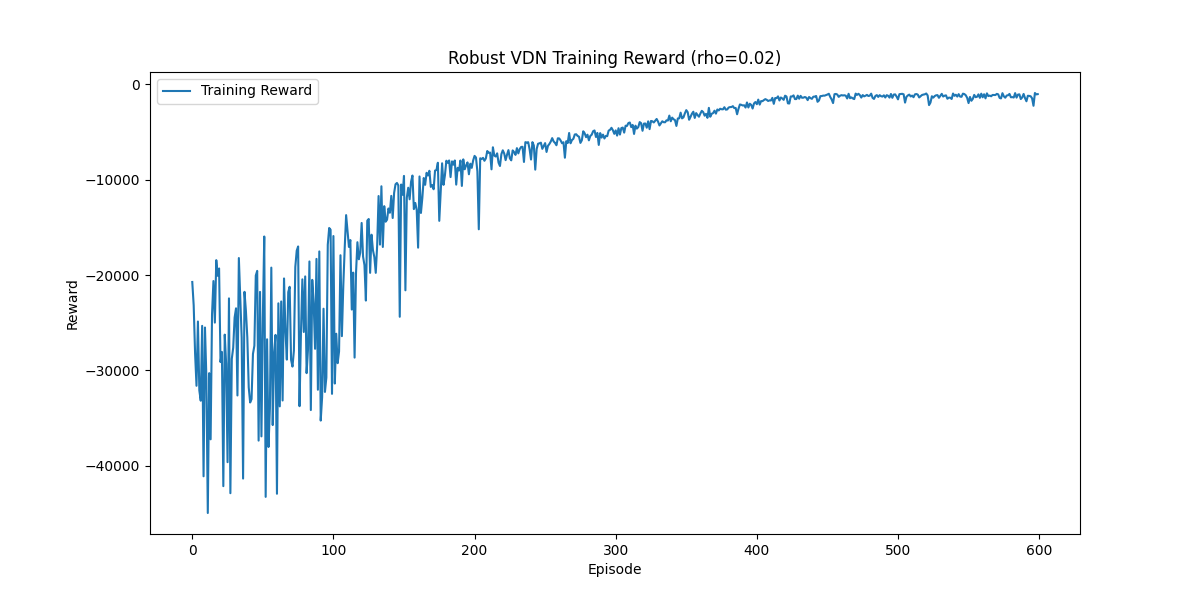 Robust VDN Training Reward (rho=0.02)
Training Reward
Reward
0
−10000
−20000
−30000
−40000
0 100 200 300 400 500 600
Episode